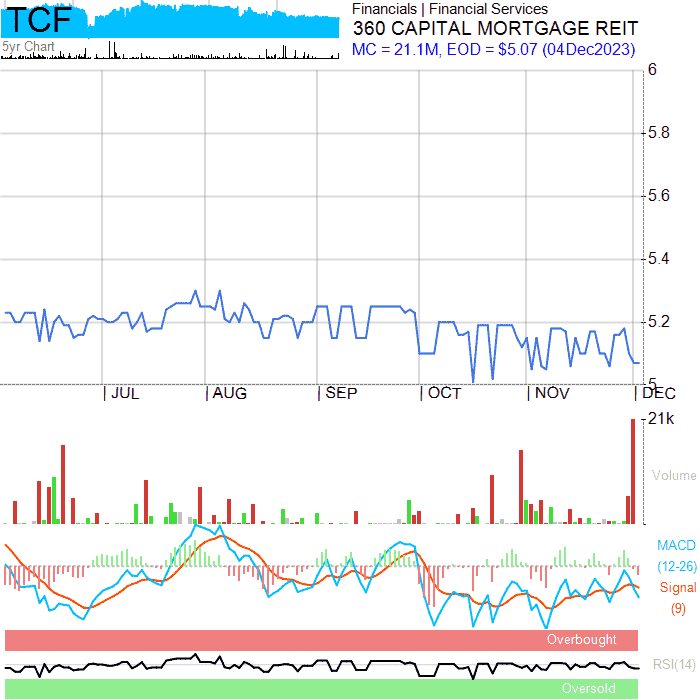 TCF
5yr Chart
Financials | Financial Services
360 CAPITAL MORTGAGE REIT
MC = 21.1M, EOD = $5.07 (04Dec2023)
6
5.8
5.6
5.4
5.2
5
JUL
AUG
SEP
OCT
NOV
DEC
21k
Volume
MACD
(12-26)
Signal
(9)
Overbought
RSI(14)
Oversold